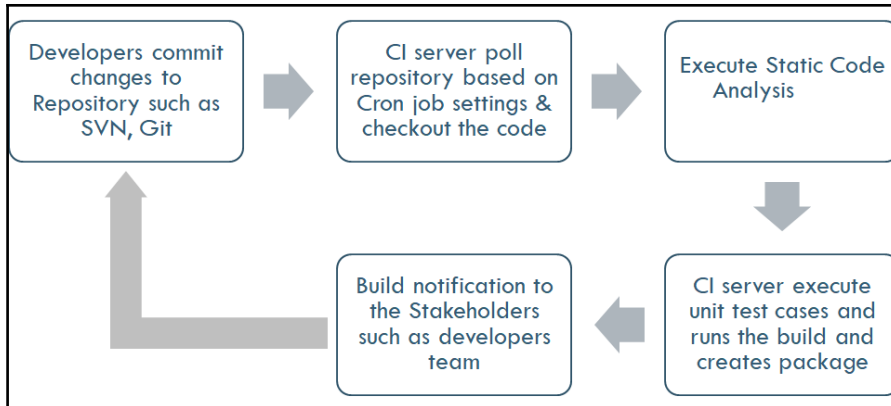 Developers commit
changes to
Repository such as
SVN, Git
CI server poll
repository based on
Cron job settings &
checkout the code
Execute Static Code
Analysis
CI server execute
unit test cases and
runs the build and
creates package
Build notification to
the Stakeholders
such as developers
team